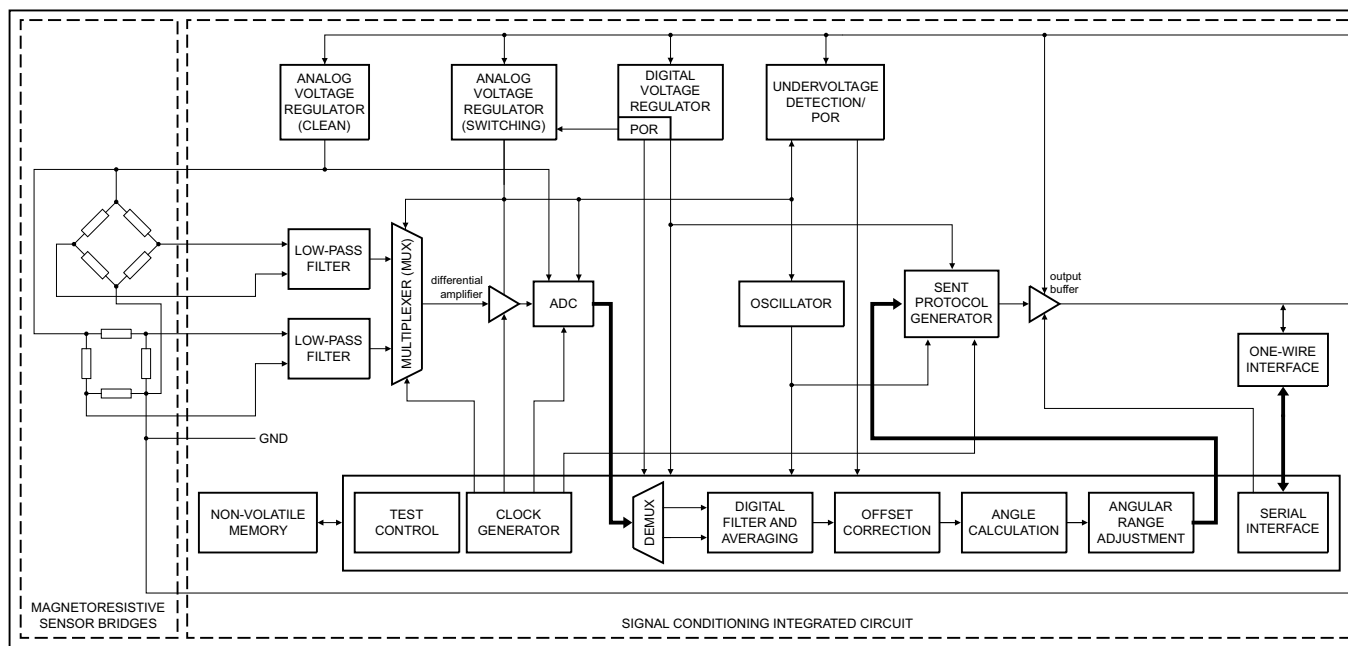 ANALOG
VOLTAGE
REGULATOR
(CLEAN)
ANALOG
VOLTAGE
REGULATOR
(SWITCHING)
DIGITAL
VOLTAGE
REGULATOR
POR
UNDERVOLTAGE
DETECTION/
POR
LOW-PASS
FILTER
LOW-PASS
FILTER
MULTIPLEXER (MUX)
differential
amplifier
ADC
OSCILLATOR
SENT
PROTOCOL
GENERATOR
output
buffer
ONE-WIRE
INTERFACE
GND
NON-VOLATILE
MEMORY
TEST
CONTROL
CLOCK
GENERATOR
DEMUX
DIGITAL
FILTER AND
AVERAGING
OFFSET
CORRECTION
ANGLE
CALCULATION
ANGULAR
RANGE
ADJUSTMENT
SERIAL
INTERFACE
MAGNETORESISTIVE
SENSOR BRIDGES
SIGNAL CONDITIONING INTEGRATED CIRCUIT